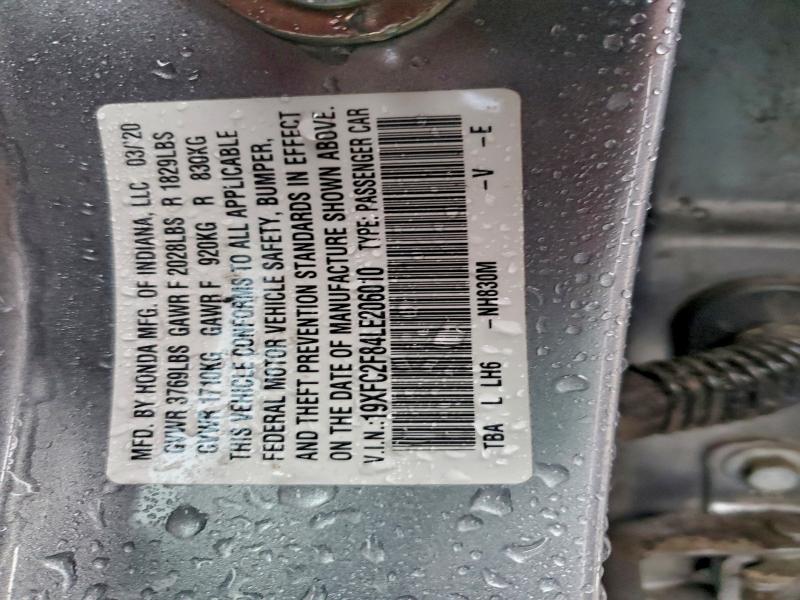 MFD. BY HONDA MFG. OF INDIANA, LLC 03/20
GVWR 3769LBS GAWR F 2028LBS R 1829LBS
GVWR 1710KG GAWR F 920KG R 830KG
THIS VEHICLE CONFORMS TO ALL APPLICABLE
FEDERAL MOTOR VEHICLE SAFETY, BUMPER,
AND THEFT PREVENTION STANDARDS IN EFFECT
ON THE DATE OF MANUFACTURE SHOWN ABOVE.
V.I.N.:19XFC2F84LE206010 TYPE: PASSENGER CAR
TBA L LH6 -NH830M -V -E